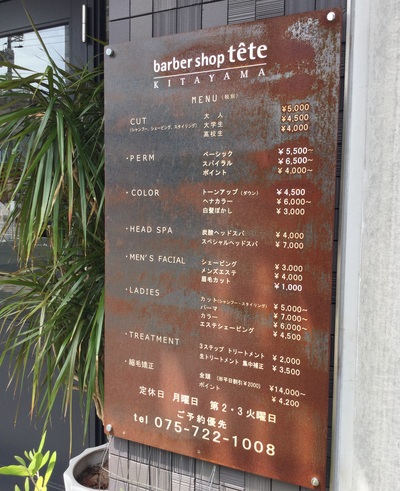 barber shop tête
KITAYAMA
MENU (税別)
CUT 大人 ¥5,000
(シャンプー、シェービング、スタイリング) 大学生 ¥4,500
高校生 ¥4,000
・PERM ベーシック ¥5,500~
スパイラル ¥6,500~
ポイント ¥4,000~
・COLOR トーンアップ (ダウン) ¥4,500
ヘナカラー ¥6,000~
白髪ぼかし ¥3,000
・HEAD SPA 炭酸ヘッドスパ ¥4,000
スペシャルヘッドスパ ¥7,000
・MEN'S FACIAL シェービング ¥3,000
メンズエステ ¥4,000
眉毛カット ¥1,000
・LADIES カット(シャンプー・スタイリング) ¥5,000~
パーマ ¥7,000~
カラー ¥6,000~
エステシェービング ¥4,500
・TREATMENT 3ステップ トリートメント ¥2,000
生トリートメント 集中補正 ¥3,500
・縮毛矯正 全頭 (※平日割引¥2000) ¥14,000~
ポイント ¥4,200
定休日 月曜日 第2・3火曜日
ご予約優先
tel 075-722-1008